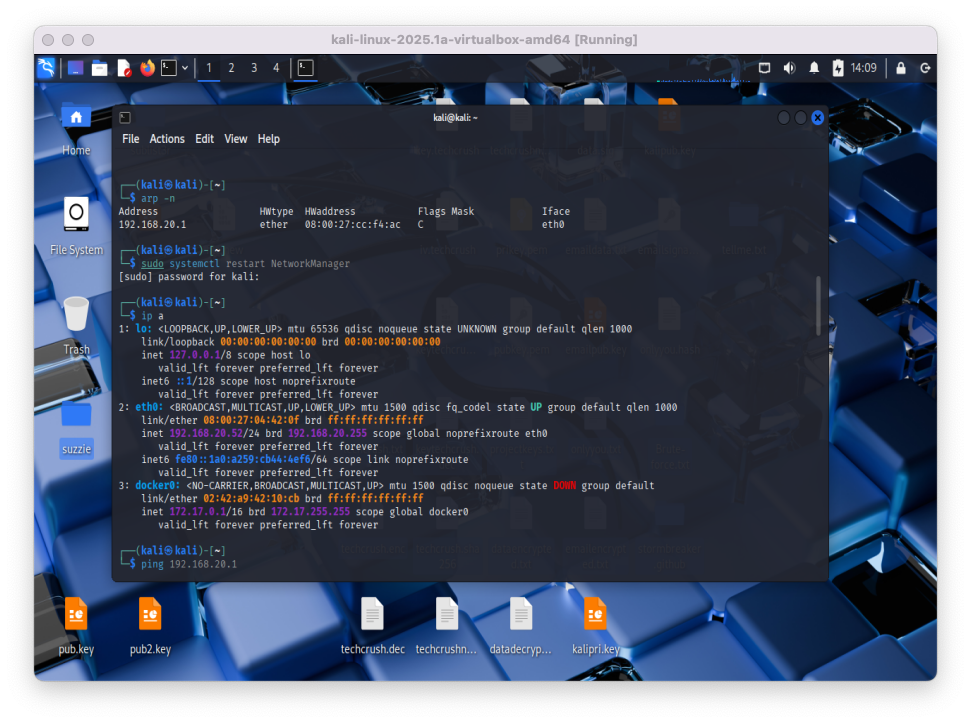 kali-linux-2025.1a-virtualbox-amd64 [Running]
1 2 3 4
14:09
kali@kali: ~
File Actions Edit View Help
Home
File System
Trash
suzzie
┌──(kali㉿kali)-[~]
└─$ arp -n
Address HWtype HWaddress Flags Mask Iface
192.168.20.1 ether 08:00:27:cc:f4:ac C eth0
┌──(kali㉿kali)-[~]
└─$ sudo systemctl restart NetworkManager
[sudo] password for kali:
┌──(kali㉿kali)-[~]
└─$ ip a
1: lo: <LOOPBACK,UP,LOWER_UP> mtu 65536 qdisc noqueue state UNKNOWN group default qlen 1000
link/loopback 00:00:00:00:00:00 brd 00:00:00:00:00:00
inet 127.0.0.1/8 scope host lo
valid_lft forever preferred_lft forever
inet6 ::1/128 scope host noprefixroute
valid_lft forever preferred_lft forever
2: eth0: <BROADCAST,MULTICAST,UP,LOWER_UP> mtu 1500 qdisc fq_codel state UP group default qlen 1000
link/ether 08:00:27:04:42:0f brd ff:ff:ff:ff:ff:ff
inet 192.168.20.52/24 brd 192.168.20.255 scope global noprefixroute eth0
valid_lft forever preferred_lft forever
inet6 fe80::1a0:a259:cb44:4ef6/64 scope link noprefixroute
valid_lft forever preferred_lft forever
3: docker0: <NO-CARRIER,BROADCAST,MULTICAST,UP> mtu 1500 qdisc noqueue state DOWN group default
link/ether 02:42:a9:42:10:cb brd ff:ff:ff:ff:ff:ff
inet 172.17.0.1/16 brd 172.17.255.255 scope global docker0
valid_lft forever preferred_lft forever
┌──(kali㉿kali)-[~]
└─$ ping 192.168.20.1
pub.key pub2.key techcrush.dec techcrushn... datadecryp... kalipri.key